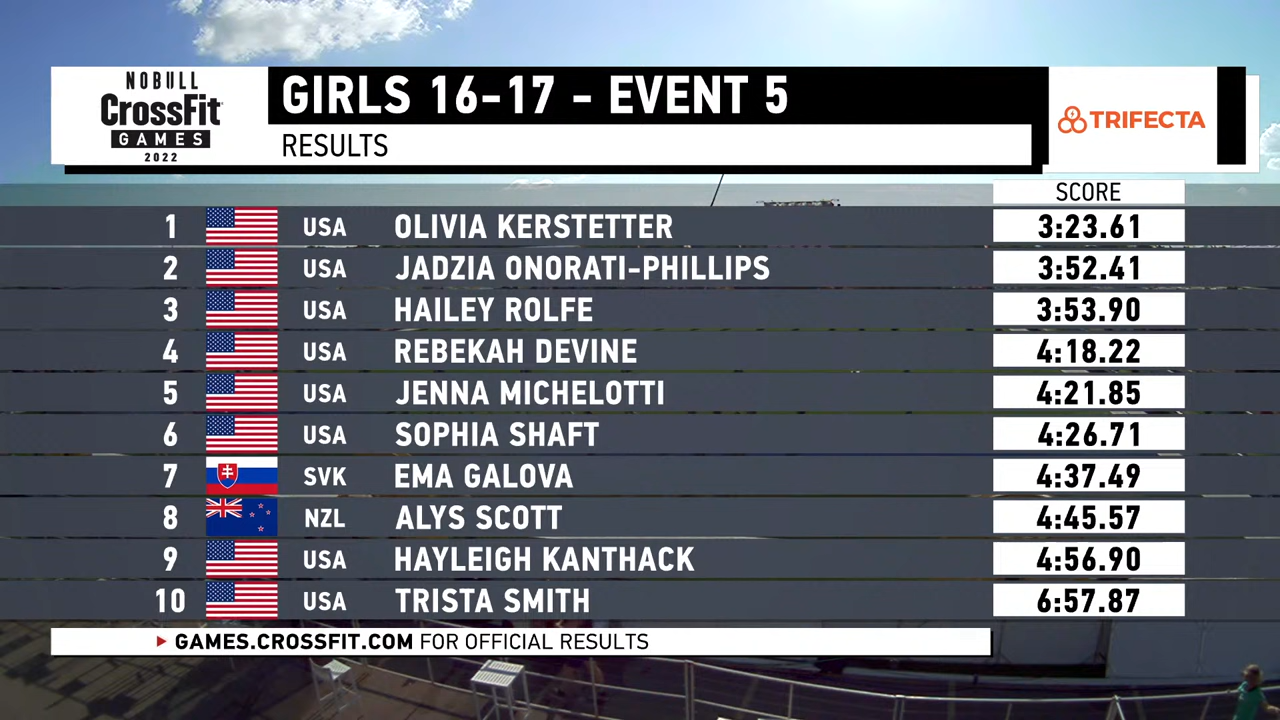 NOBULL
CrossFit
GAMES
2022
GIRLS 16-17 - EVENT 5
RESULTS
TRIFECTA
SCORE
1 USA OLIVIA KERSTETTER 3:23.61
2 USA JADZIA ONORATI-PHILLIPS 3:52.41
3 USA HAILEY ROLFE 3:53.90
4 USA REBEKAH DEVINE 4:18.22
5 USA JENNA MICHELOTTI 4:21.85
6 USA SOPHIA SHAFT 4:26.71
7 SVK EMA GALOVA 4:37.49
8 NZL ALYS SCOTT 4:45.57
9 USA HAYLEIGH KANTHACK 4:56.90
10 USA TRISTA SMITH 6:57.87
GAMES.CROSSFIT.COM FOR OFFICIAL RESULTS